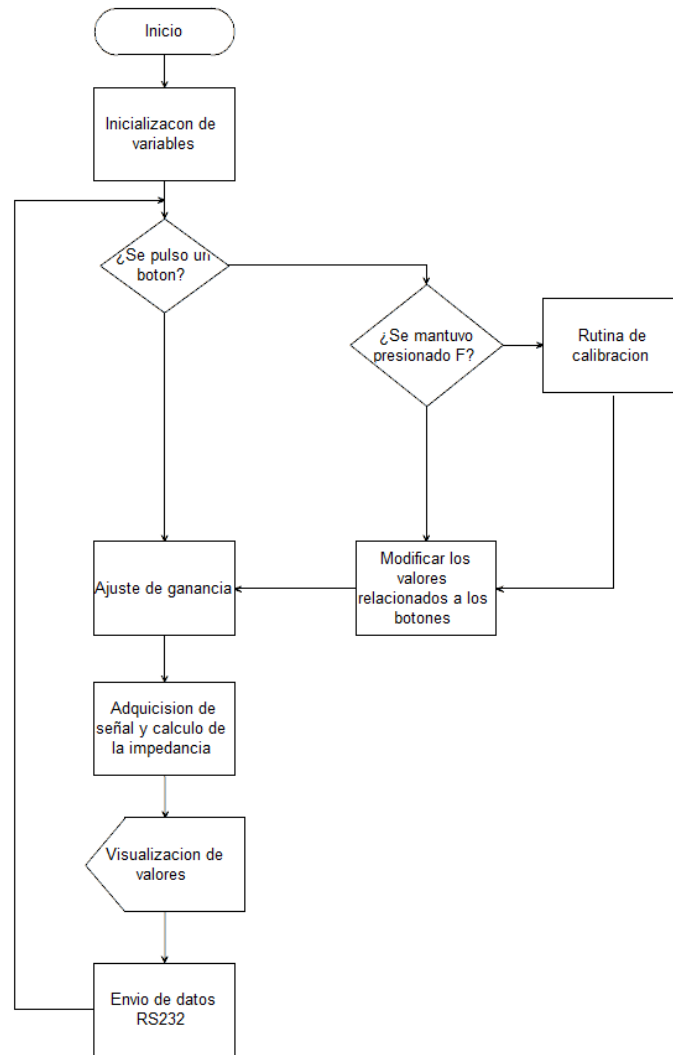 Inicio
Inicializacon de
variables
¿Se pulso un
boton?
¿Se mantuvo
presionado F?
Rutina de
calibracion
Ajuste de ganancia
Modificar los
valores
relacionados a los
botones
Adquicision de
señal y calculo de
la impedancia
Visualizacion de
valores
Envio de datos
RS232